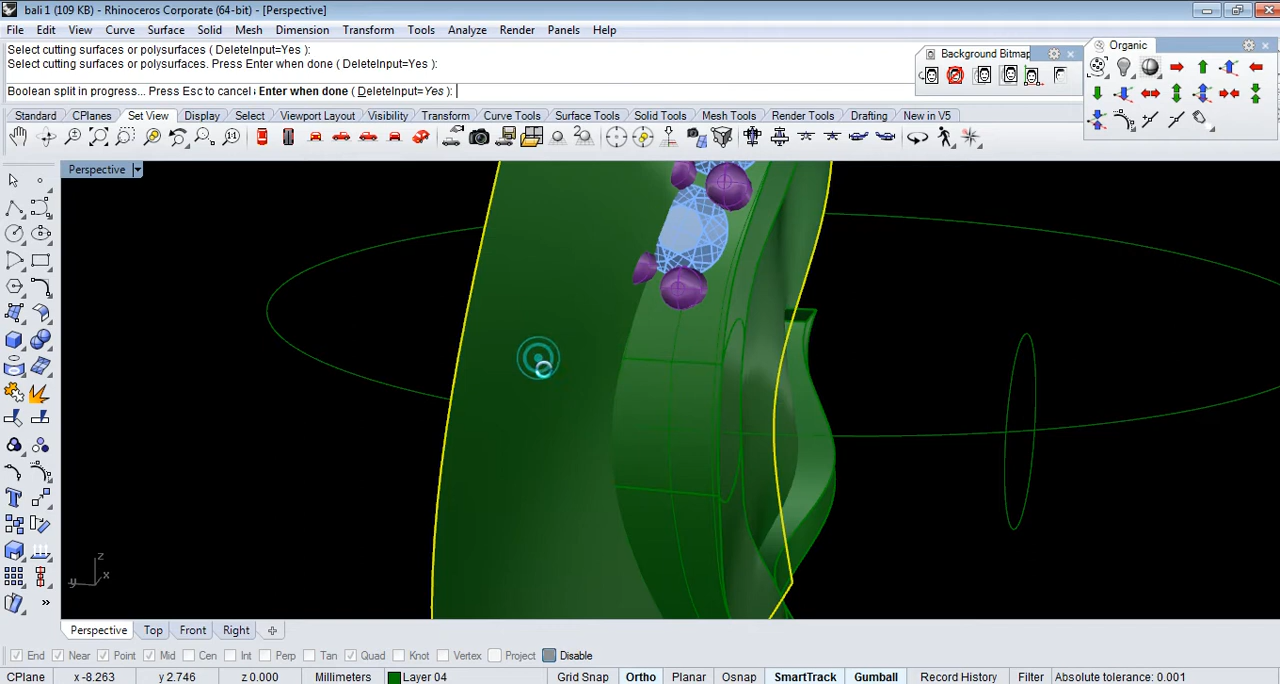 bali 1 (109 KB) - Rhinoceros Corporate (64-bit) - [Perspective]
File Edit View Curve Surface Solid Mesh Dimension Transform Tools Analyze Render Panels Help
Select cutting surfaces or polysurfaces ( DeleteInput=Yes ):
Select cutting surfaces or polysurfaces. Press Enter when done ( DeleteInput=Yes ):
Boolean split in progress... Press Esc to cancel Enter when done ( DeleteInput=Yes ):
Background Bitmap
Organic
Standard CPlanes Set View Display Select Viewport Layout Visibility Transform Curve Tools Surface Tools Solid Tools Mesh Tools Render Tools Drafting New in V5
Perspective
z
y x
Perspective Top Front Right
End Near Point Mid Cen Int Perp Tan Quad Knot Vertex Project Disable
CPlane x -8.263 y 2.746 z 0.000 Millimeters Layer 04 Grid Snap Ortho Planar Osnap SmartTrack Gumball Record History Filter Absolute tolerance: 0.001